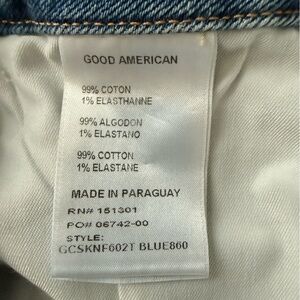 GOOD AMERICAN
99% COTON
1% ELASTHANNE
99% ALGODON
1% ELASTANO
99% COTTON
1% ELASTANE
MADE IN PARAGUAY
RN# 151301
PO# 06742-00
STYLE:
GCSKNF602T BLUE860